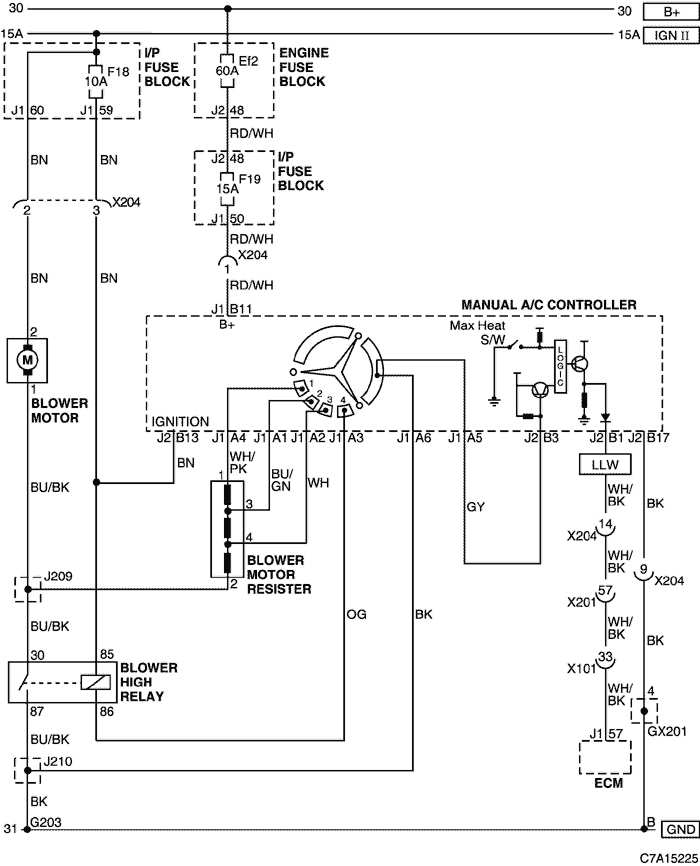 30
30 B+
15A
15A IGN II
I/P FUSE BLOCK
F18
10A
J1 60
J1 59
ENGINE FUSE BLOCK
Ef2
60A
J2 48
RD/WH
J2 48
I/P FUSE BLOCK
F19
15A
J1 50
RD/WH
X204
1
RD/WH
J1 B11
B+
BN
BN
X204
2
3
BN
BN
2
M
1
BLOWER MOTOR
MANUAL A/C CONTROLLER
Max Heat S/W
LOGIC
1
2
3
4
IGNITION
J2 B13
J1 A4
J1 A1
J1 A2
J1 A3
J1 A6
J1 A5
J2 B3
J2 B1
J2 B17
BN
WH/PK
BU/GN
WH
GY
LLW
WH/BK
BK
BU/BK
1
3
4
2
BLOWER MOTOR RESISTER
14
X204
WH/BK
9
X204
57
X201
WH/BK
BK
33
X101
WH/BK
4
GX201
J1 57
ECM
J209
BU/BK
OG
BK
30
85
BLOWER HIGH RELAY
87
86
BU/BK
J210
BK
31
G203
B
GND
C7A15225